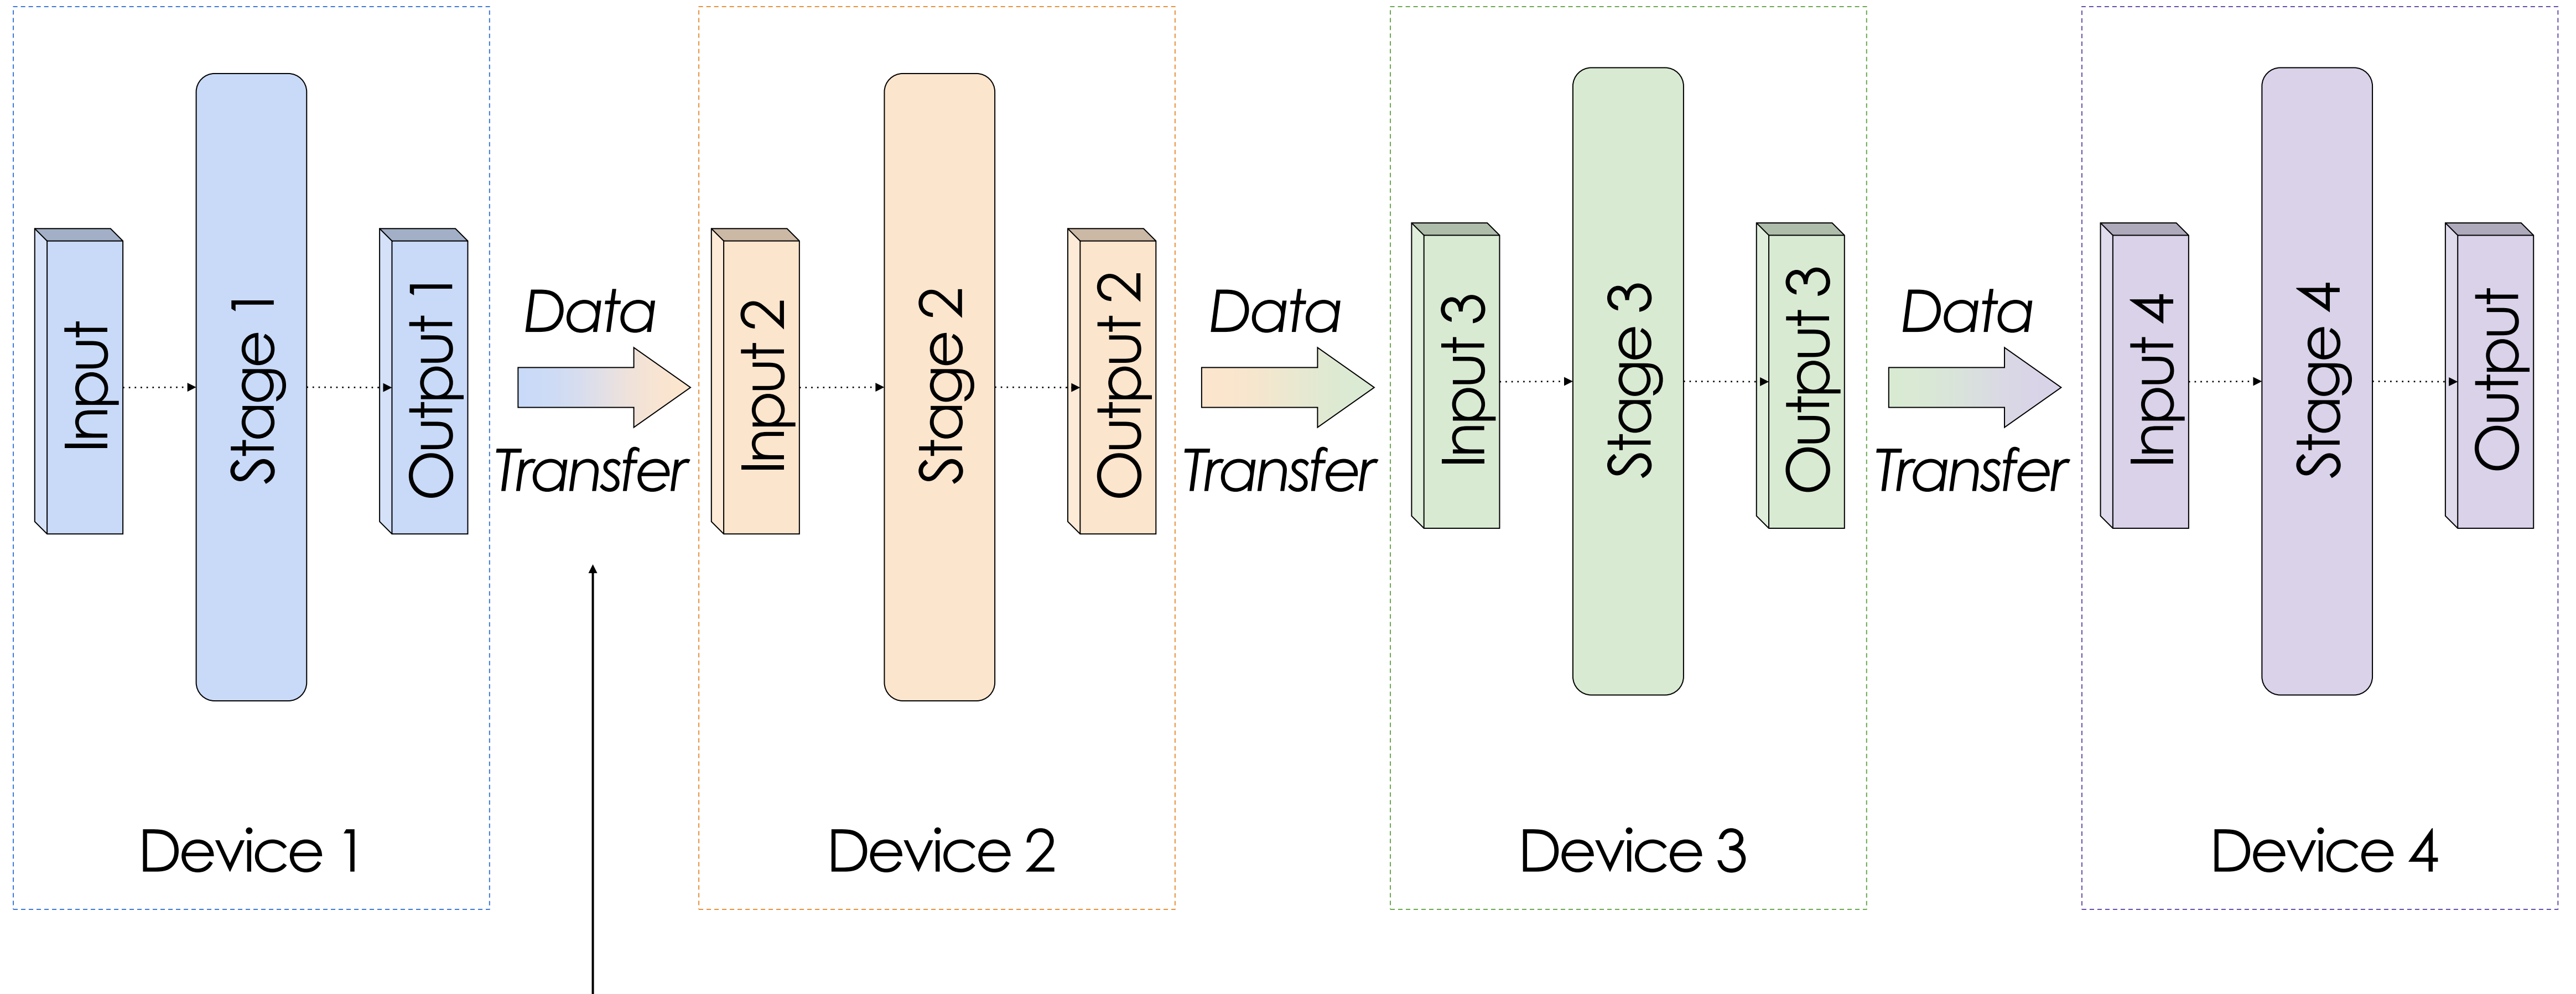 Input
Stage 1
Output 1
Device 1
Data
Transfer
Input 2
Stage 2
Output 2
Device 2
Data
Transfer
Input 3
Stage 3
Output 3
Device 3
Data
Transfer
Input 4
Stage 4
Output
Device 4